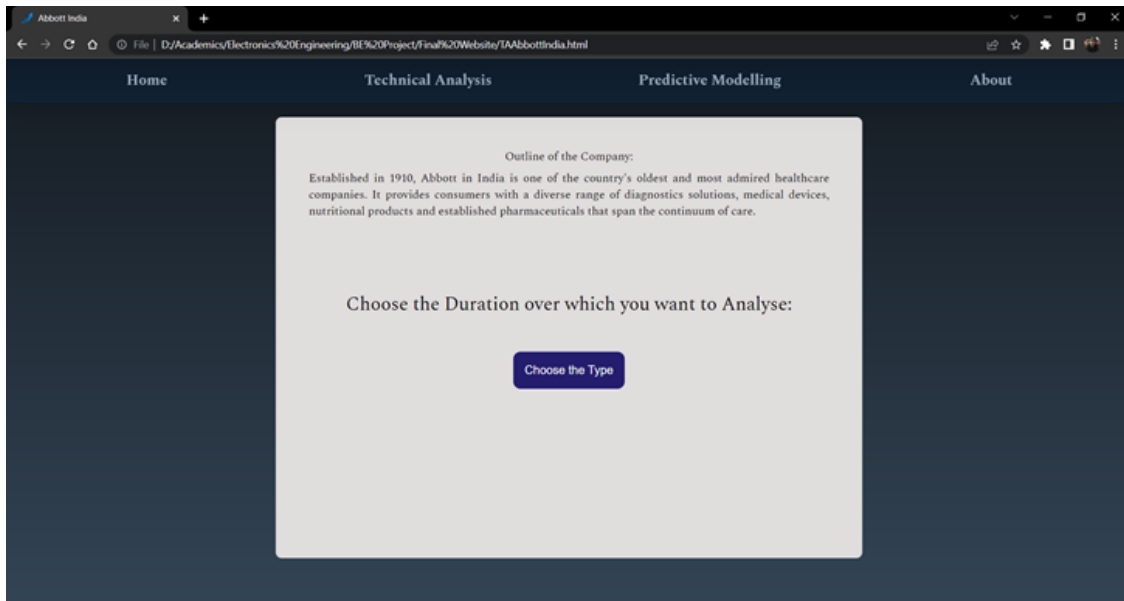 Abbott India
File | D:/Academics/Electronics%20Engineering/BE%20Project/Final%20Website/TAAbbottIndia.html
Home Technical Analysis Predictive Modelling About
Outline of the Company:
Established in 1910, Abbott in India is one of the country's oldest and most admired healthcare
companies. It provides consumers with a diverse range of diagnostics solutions, medical devices,
nutritional products and established pharmaceuticals that span the continuum of care.
Choose the Duration over which you want to Analyse:
Choose the Type